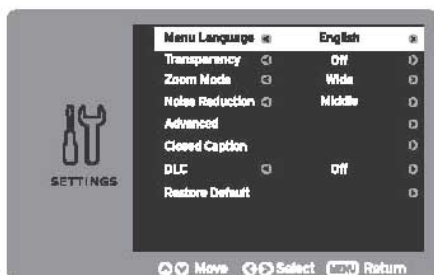 Menu Language English
Transparency Off
Zoom Mode Wide
Noise Reduction Middle
Advanced
Closed Caption
DLC Off
Restore Default
SETTINGS
Move Select MENU Return